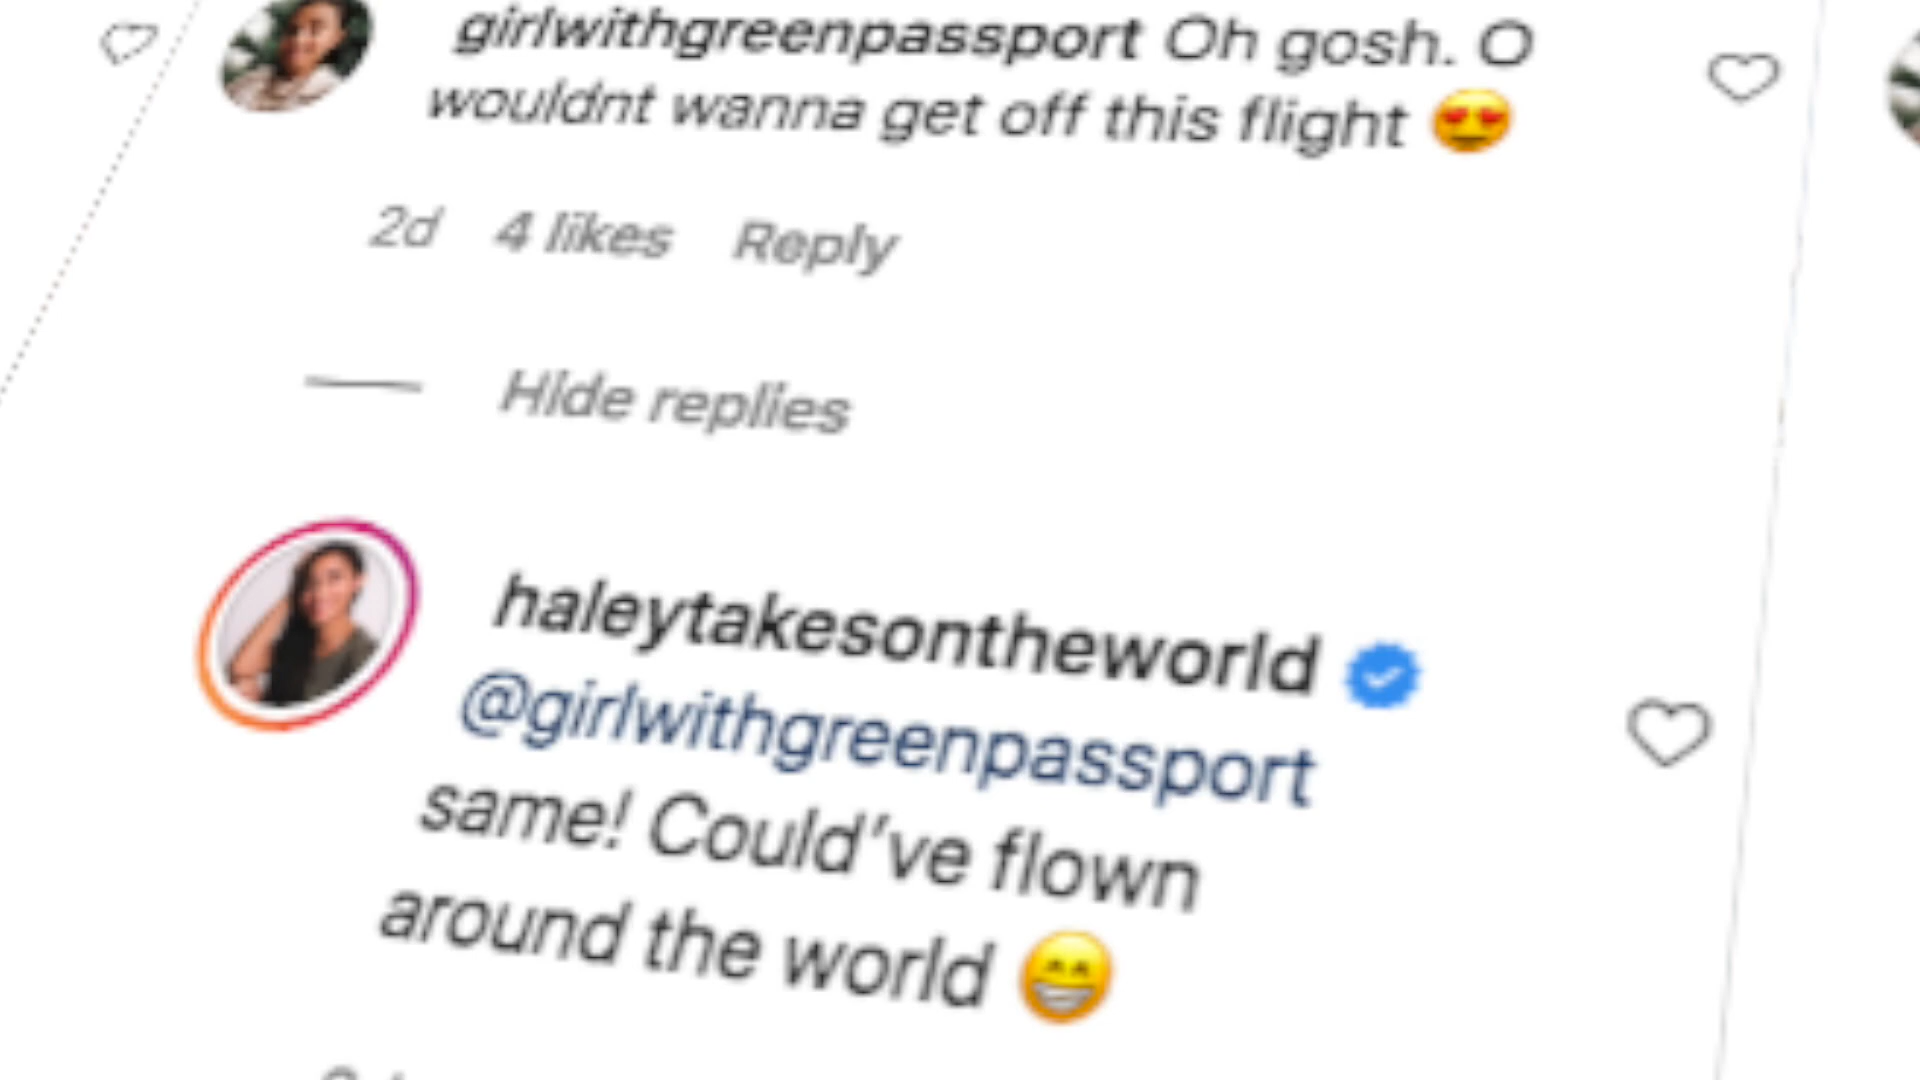 girlwithgreenpassport Oh gosh. O
wouldnt wanna get off this flight 😍
2d 4 likes Reply
Hide replies
haleytakesontheworld
@girlwithgreenpassport
same! Could've flown
around the world 😁